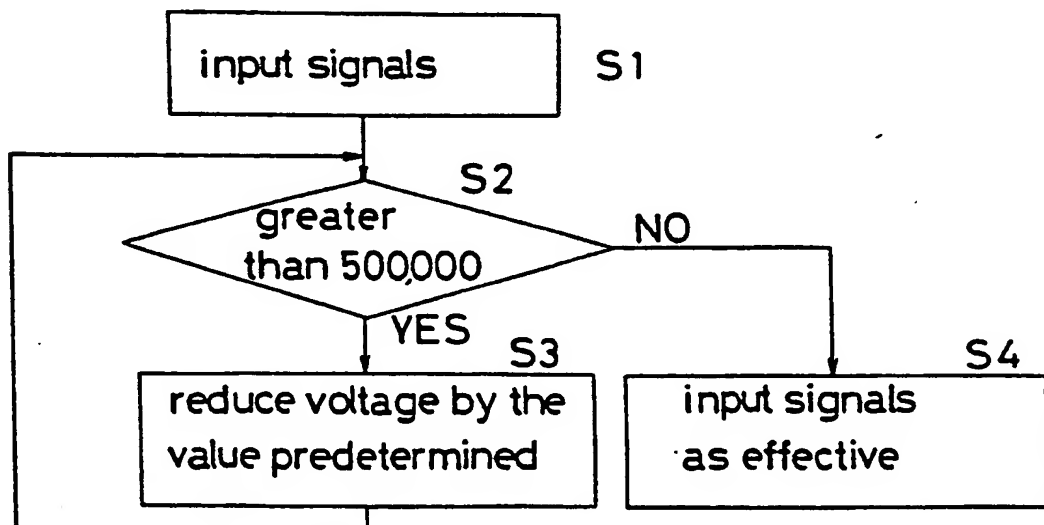 input signals
S1
S2
greater
than 500,000
NO
YES
S3
reduce voltage by the
value predetermined
S4
input signals
as effective